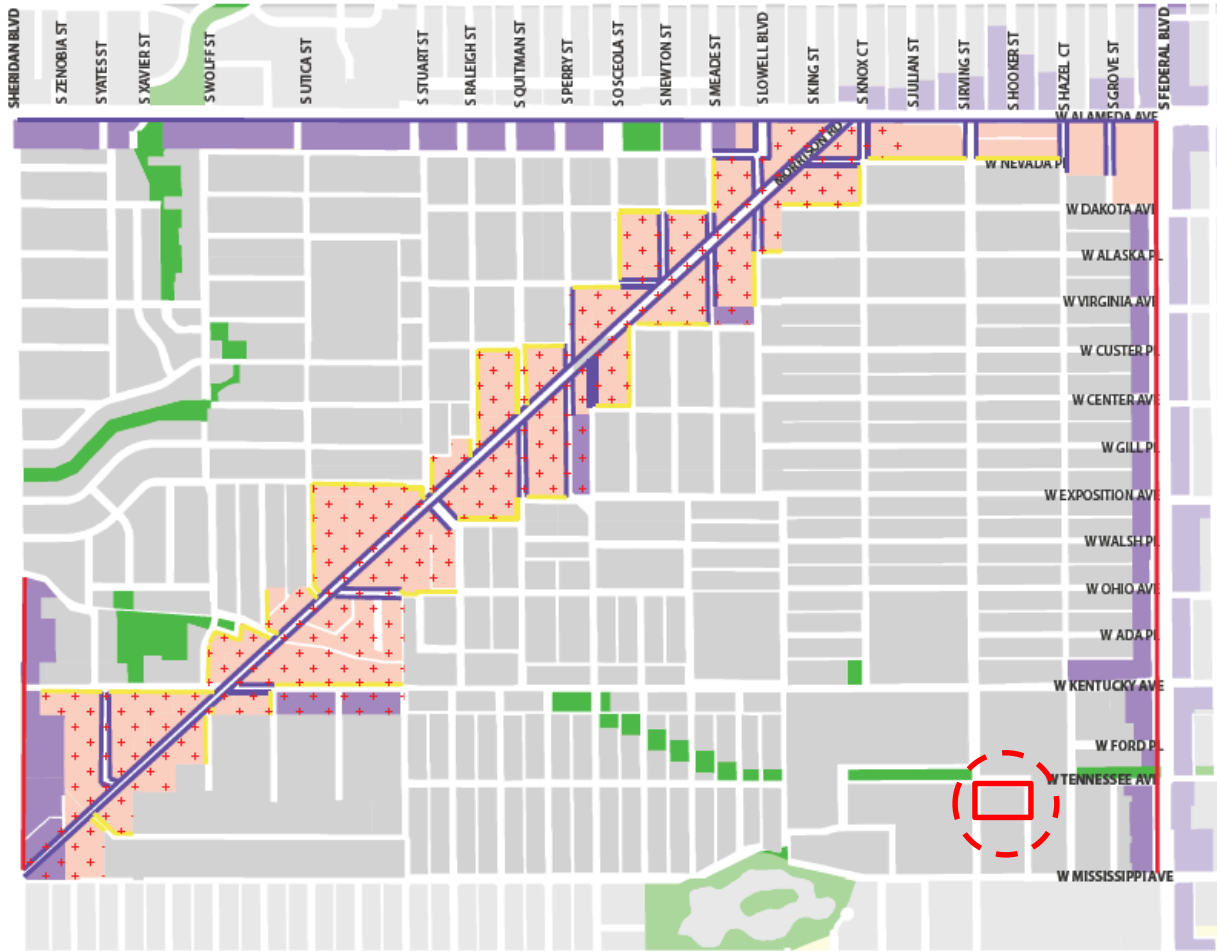 SHERIDAN BLVD
S ZENOBIA ST
S YATES ST
S XAVIER ST
S WOLFF ST
S UTICA ST
S STUART ST
S RALEIGH ST
S QUITMAN ST
S PERRY ST
S OSCEOLA ST
S NEWTON ST
S MEADE ST
S LOWELL BLVD
S KING ST
S KNOX CT
S JULIAN ST
S IRVING ST
S HOOKER ST
S HAZEL CT
S GROVE ST
S FEDERAL BLVD
W ALAMEDA AVE
MORRISON RD
W NEVADA PL
W DAKOTA AVE
W ALASKA PL
W VIRGINIA AVE
W CUSTER PL
W CENTER AVE
W GILL PL
W EXPOSITION AVE
W WALSH PL
W OHIO AVE
W ADA PL
W KENTUCKY AVE
W FORD PL
W TENNESSEE AVE
W MISSISSIPPI AVE